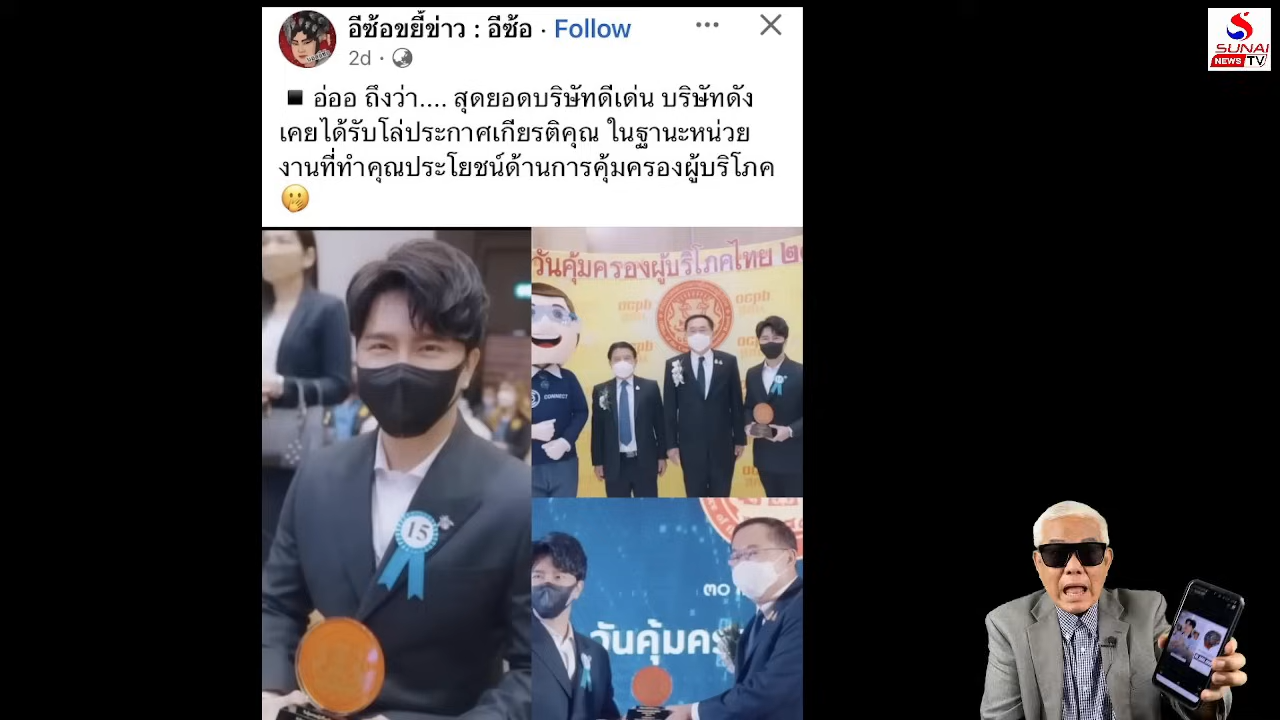 อีซ้อขยี้ข่าว : อีซ้อ · Follow
2d ·
อ่ออ ถึงว่า.... สุดยอดบริษัทดีเด่น บริษัทดัง
เคยได้รับโล่ประกาศเกียรติคุณ ในฐานะหน่วย
งานที่ทำคุณประโยชน์ด้านการคุ้มครองผู้บริโภค
SUNAI
NEWS TV
วันคุ้มครองผู้บริโภคไทย
ocpb
ocpb
ocpb
CONNECT
15
๓๐
วันคุ้มคร